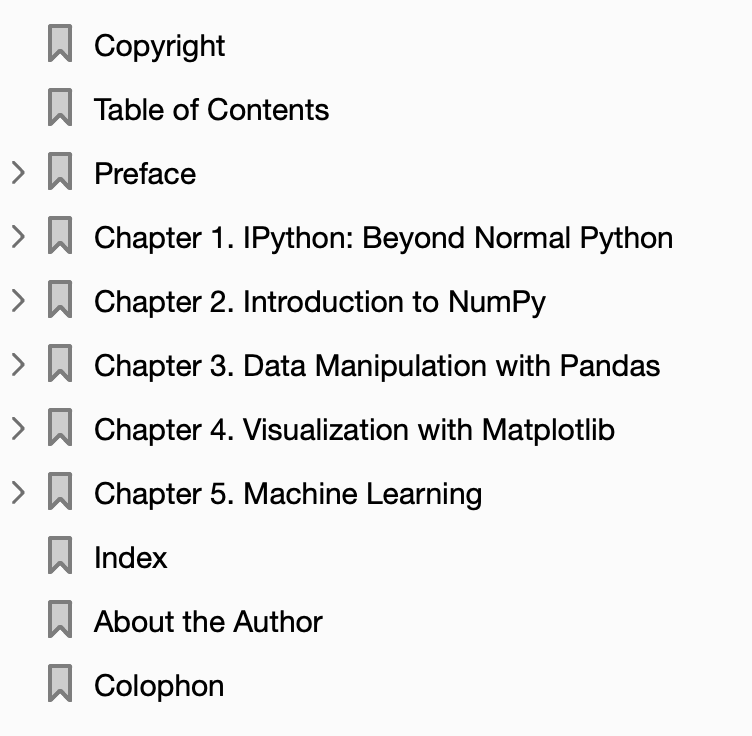 Copyright
Table of Contents
Preface
Chapter 1. IPython: Beyond Normal Python
Chapter 2. Introduction to NumPy
Chapter 3. Data Manipulation with Pandas
Chapter 4. Visualization with Matplotlib
Chapter 5. Machine Learning
Index
About the Author
Colophon